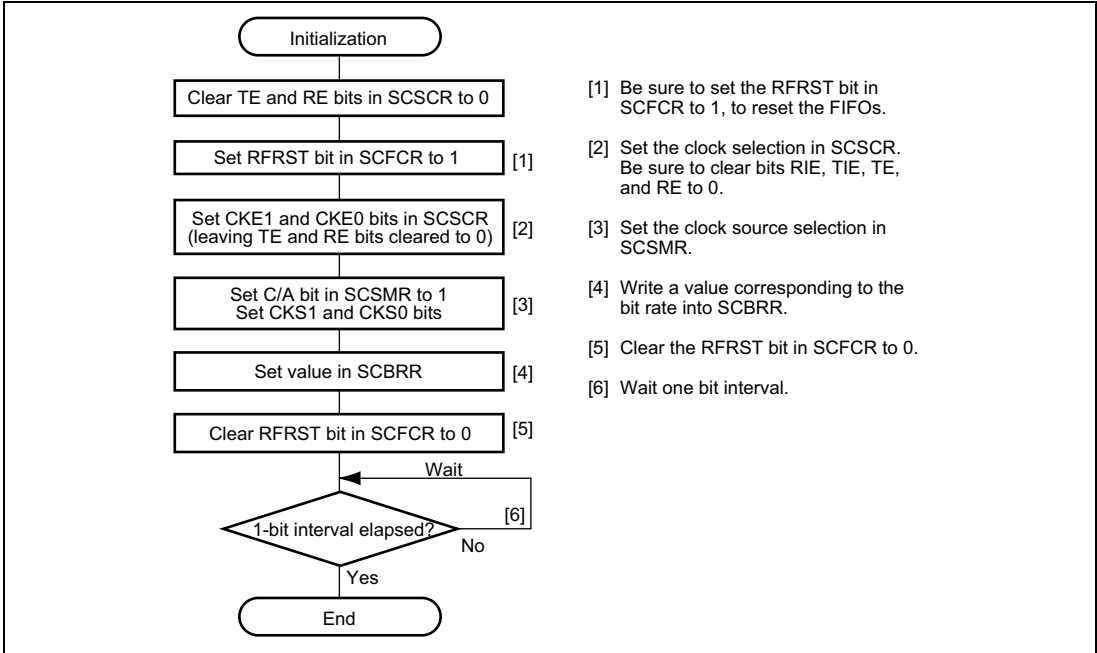 Initialization
Clear TE and RE bits in SCSCR to 0
Set RFRST bit in SCFCR to 1
[1]
Set CKE1 and CKE0 bits in SCSCR
(leaving TE and RE bits cleared to 0)
[2]
Set C/A bit in SCSMR to 1
Set CKS1 and CKS0 bits
[3]
Set value in SCBRR
[4]
Clear RFRST bit in SCFCR to 0
[5]
Wait
1-bit interval elapsed?
[6]
No
Yes
End
[1] Be sure to set the RFRST bit in
SCFCR to 1, to reset the FIFOs.
[2] Set the clock selection in SCSCR.
Be sure to clear bits RIE, TIE, TE,
and RE to 0.
[3] Set the clock source selection in
SCSMR.
[4] Write a value corresponding to the
bit rate into SCBRR.
[5] Clear the RFRST bit in SCFCR to 0.
[6] Wait one bit interval.